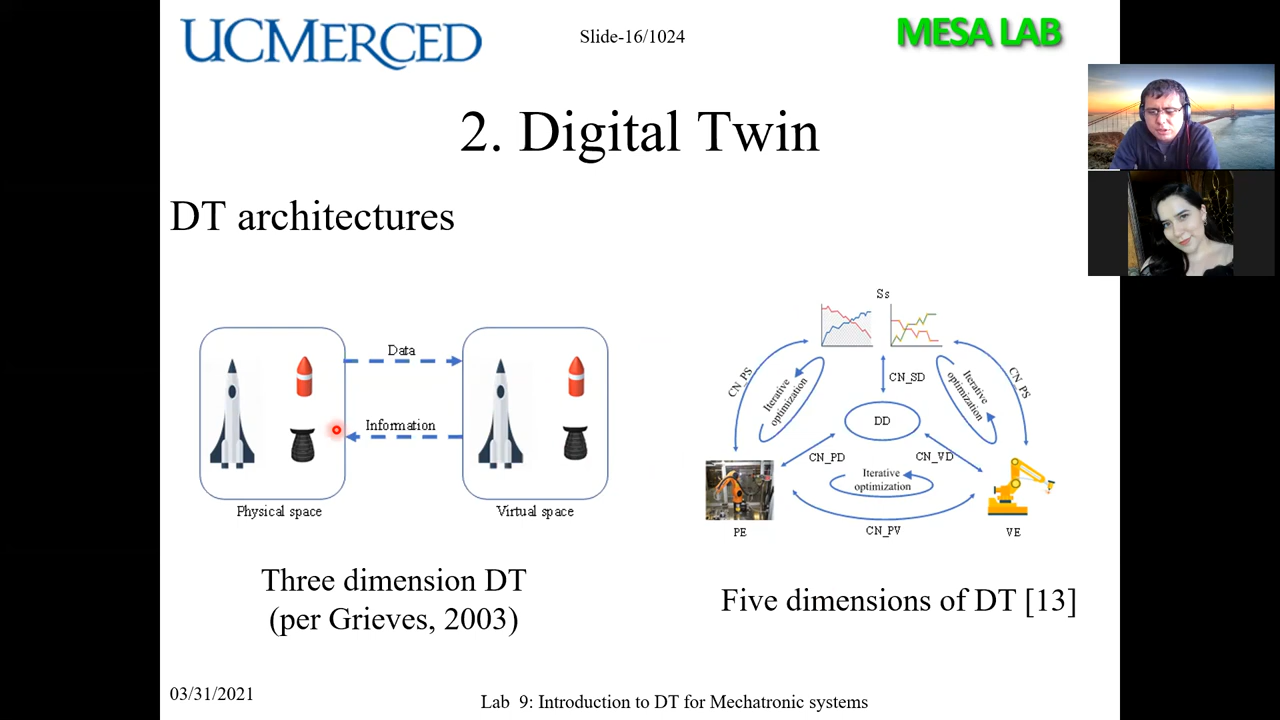 UCMERCED
Slide-16/1024
MESA LAB
2. Digital Twin
DT architectures
Data
Information
Physical space
Virtual space
Three dimension DT
(per Grieves, 2003)
Ss
CN_PS
Iterative
optimization
CN_SD
Iterative
optimization
CN_PS
DD
CN_PD
CN_VD
Iterative
optimization
PE
CN_PV
VE
Five dimensions of DT [13]
03/31/2021
Lab 9: Introduction to DT for Mechatronic systems